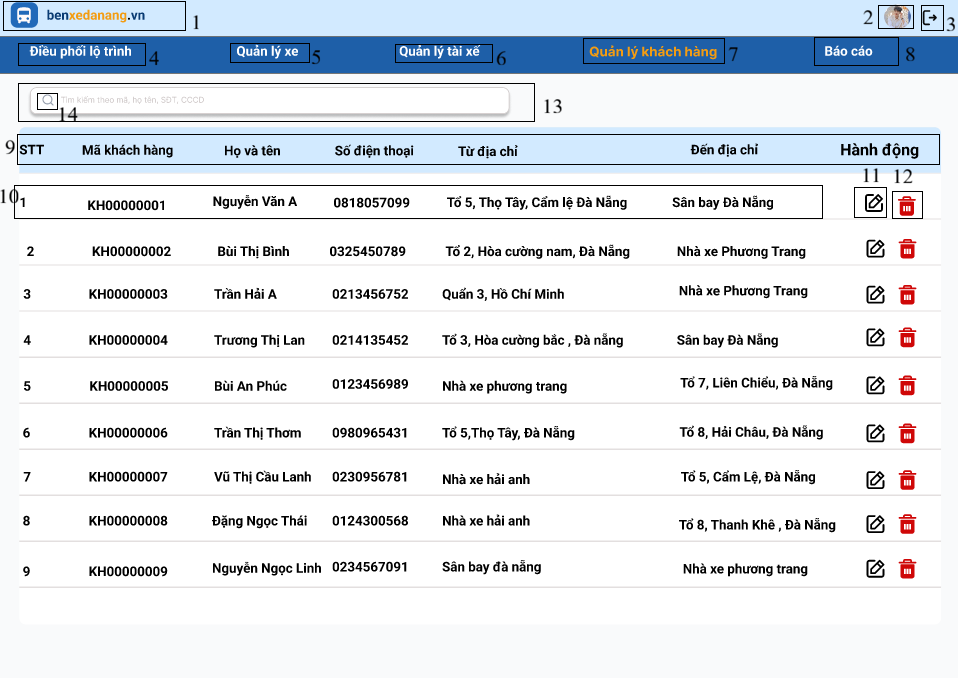 benxedanang.vn 1 2 3
Điều phối lộ trình 4 Quản lý xe 5 Quản lý tài xế 6 Quản lý khách hàng 7 Báo cáo 8
Tìm kiếm theo mã, họ tên, SĐT, CCCD 14 13
9 STT Mã khách hàng Họ và tên Số điện thoại Từ địa chỉ Đến địa chỉ Hành động
11 12
10 1 KH00000001 Nguyễn Văn A 0818057099 Tổ 5, Thọ Tây, Cẩm lệ Đà Nẵng Sân bay Đà Nẵng
2 KH00000002 Bùi Thị Bình 0325450789 Tổ 2, Hòa cường nam, Đà Nẵng Nhà xe Phương Trang
3 KH00000003 Trần Hải A 0213456752 Quấn 3, Hồ Chí Minh Nhà xe Phương Trang
4 KH00000004 Trương Thị Lan 0214135452 Tổ 3, Hòa cường bắc , Đà nẵng Sân bay Đà Nẵng
5 KH00000005 Bùi An Phúc 0123456989 Nhà xe phương trang Tổ 7, Liên Chiểu, Đà Nẵng
6 KH00000006 Trần Thị Thơm 0980965431 Tổ 5,Thọ Tây, Đà Nẵng Tổ 8, Hải Châu, Đà Nẵng
7 KH00000007 Vũ Thị Cầu Lanh 0230956781 Nhà xe hải anh Tổ 5, Cẩm Lệ, Đà Nẵng
8 KH00000008 Đặng Ngọc Thái 0124300568 Nhà xe hải anh Tổ 8, Thanh Khê , Đà Nẵng
9 KH00000009 Nguyễn Ngọc Linh 0234567091 Sân bay đà nẵng Nhà xe phương trang